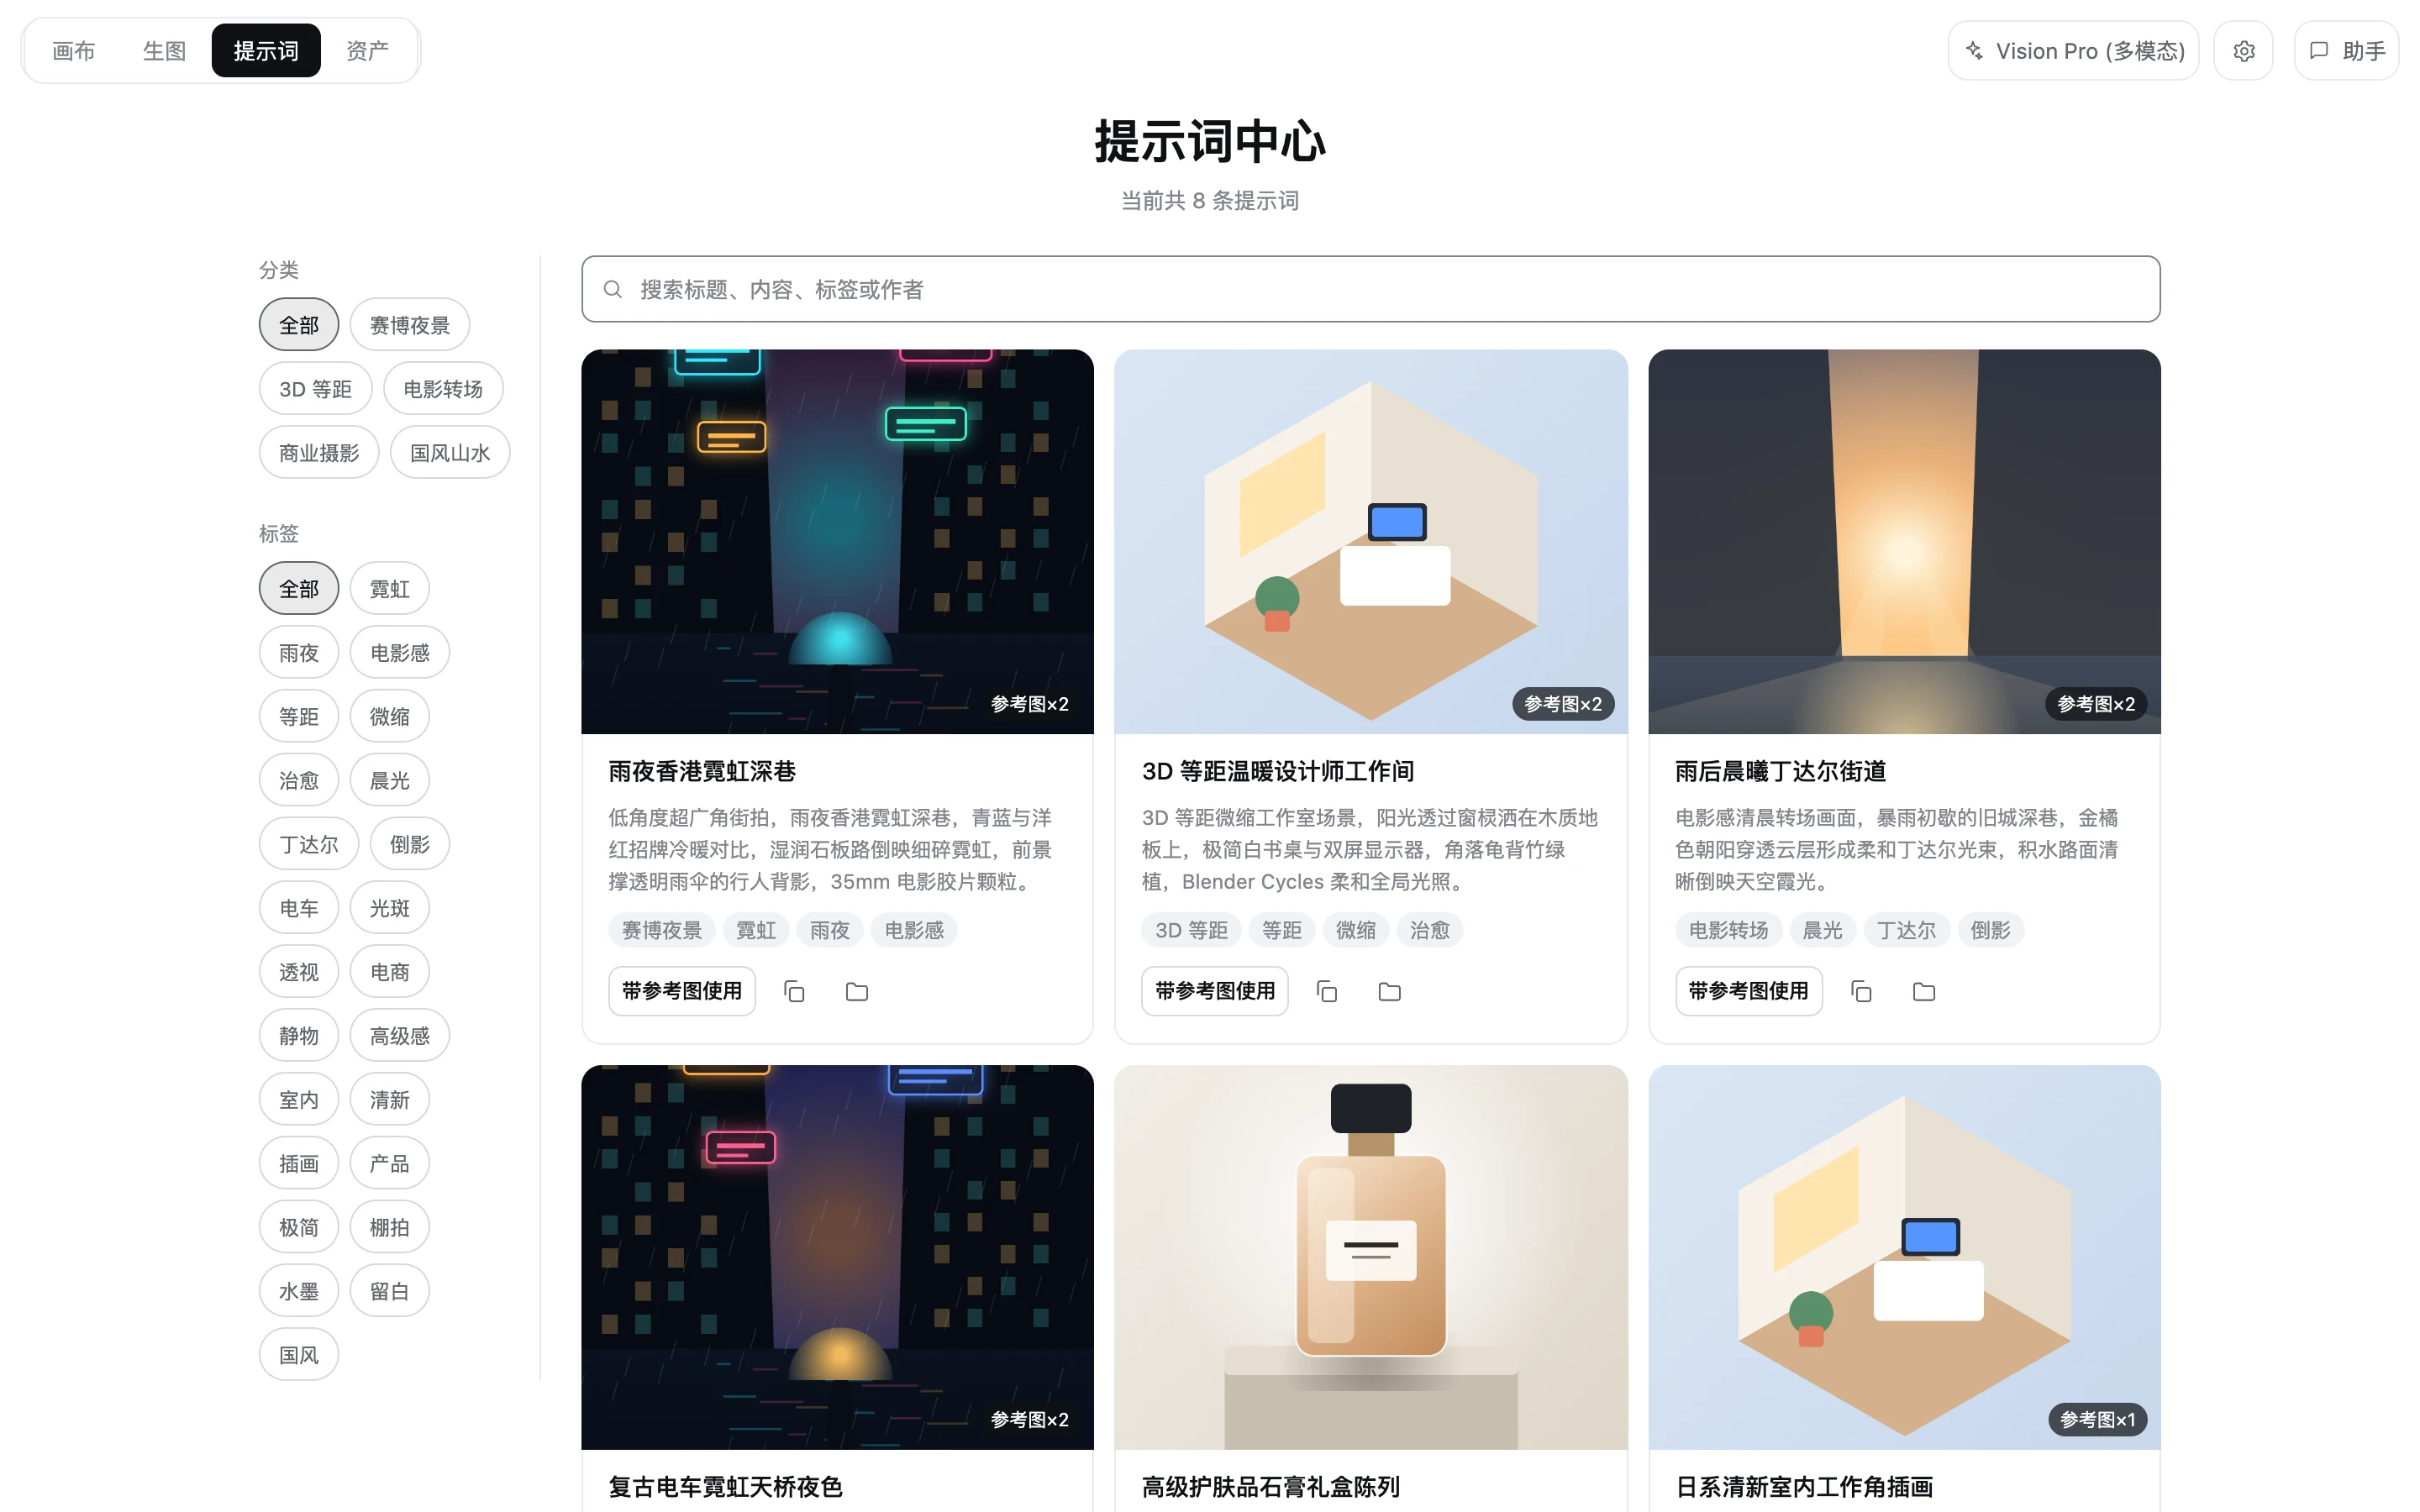 画布
生图
提示词
资产
Vision Pro (多模态)
助手
提示词中心
当前共 8 条提示词
分类
全部
赛博夜景
3D 等距
电影转场
商业摄影
国风山水
标签
全部
霓虹
雨夜
电影感
等距
微缩
治愈
晨光
丁达尔
倒影
电车
光斑
透视
电商
静物
高级感
室内
清新
插画
产品
极简
棚拍
水墨
留白
国风
搜索标题、内容、标签或作者
参考图×2
雨夜香港霓虹深巷
低角度超广角街拍，雨夜香港霓虹深巷，青蓝与洋
红招牌冷暖对比，湿润石板路倒映细碎霓虹，前景
撑透明雨伞的行人背影，35mm 电影胶片颗粒。
赛博夜景
霓虹
雨夜
电影感
带参考图使用
参考图×2
3D 等距温暖设计师工作间
3D 等距微缩工作室场景，阳光透过窗棂洒在木质地
板上，极简白书桌与双屏显示器，角落龟背竹绿
植，Blender Cycles 柔和全局光照。
3D 等距
等距
微缩
治愈
带参考图使用
参考图×2
雨后晨曦丁达尔街道
电影感清晨转场画面，暴雨初歇的旧城深巷，金橘
色朝阳穿透云层形成柔和丁达尔光束，积水路面清
晰倒映天空霞光。
电影转场
晨光
丁达尔
倒影
带参考图使用
参考图×2
复古电车霓虹天桥夜色
高级护肤品石膏礼盒陈列
参考图×1
日系清新室内工作角插画